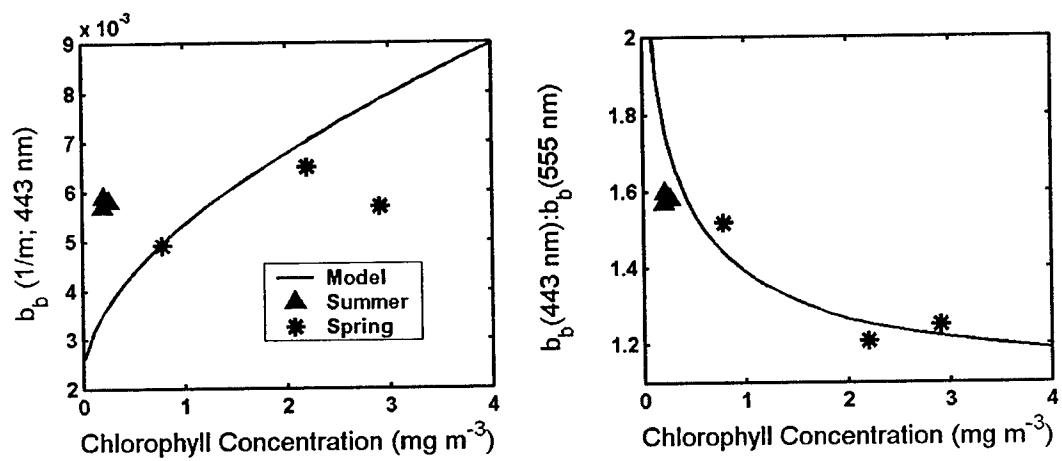 x 10⁻³
9
8
7
6
5
4
3
2
b_b (1/m; 443 nm)
Model
Summer
Spring
0 1 2 3 4
Chlorophyll Concentration (mg m⁻³)
2
1.8
1.6
1.4
1.2
b_b(443 nm):b_b(555 nm)
0 1 2 3 4
Chlorophyll Concentration (mg m⁻³)